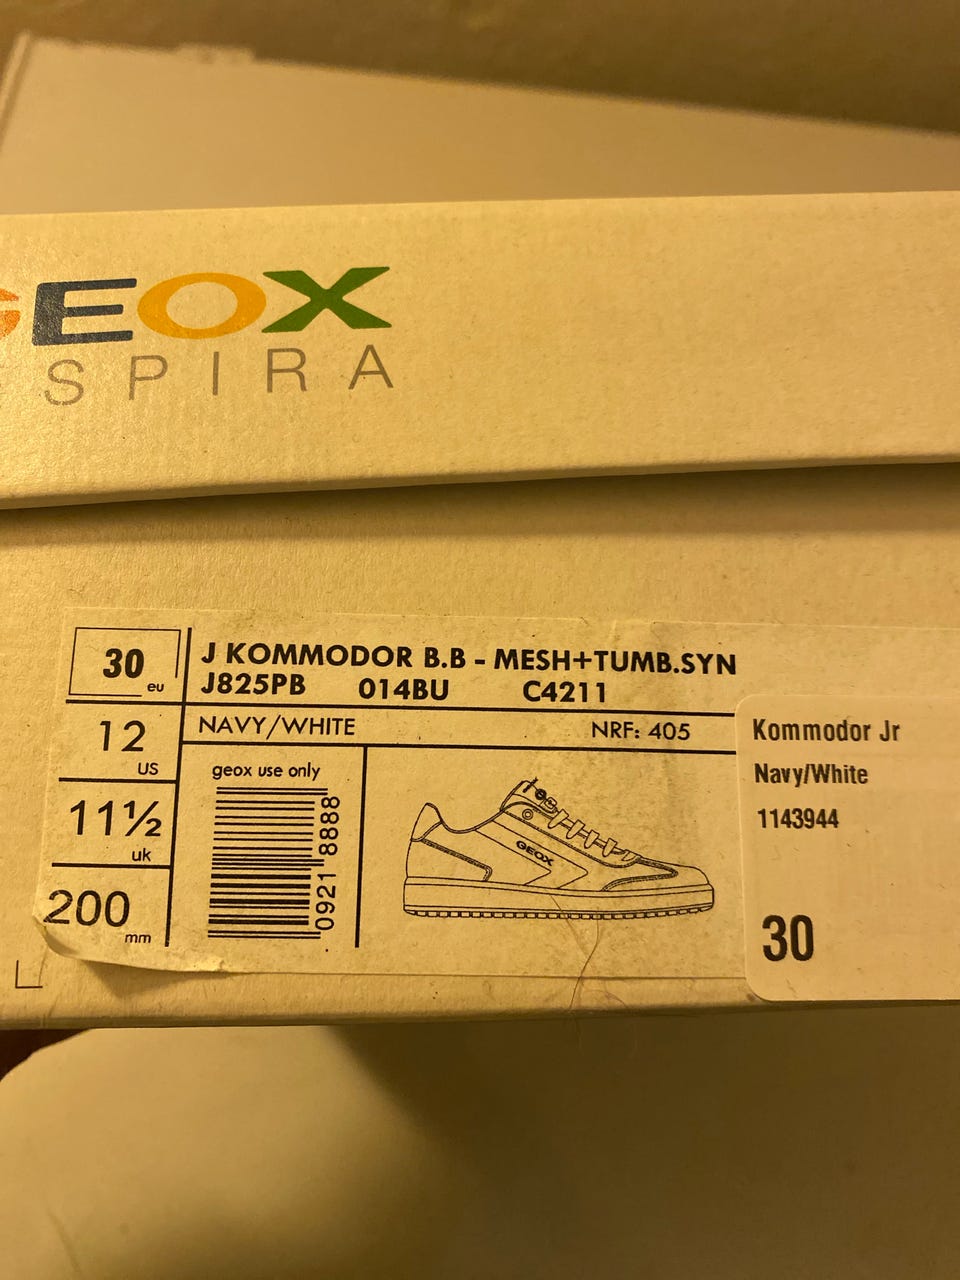 GEOX
SPIRA
30 eu
J KOMMODOR B.B - MESH+TUMB.SYN
J825PB 014BU C4211
12 US
NAVY/WHITE NRF: 405
11½ uk
geox use only
0921 8888
200 mm
GEOX
Kommodor Jr
Navy/White
1143944
30